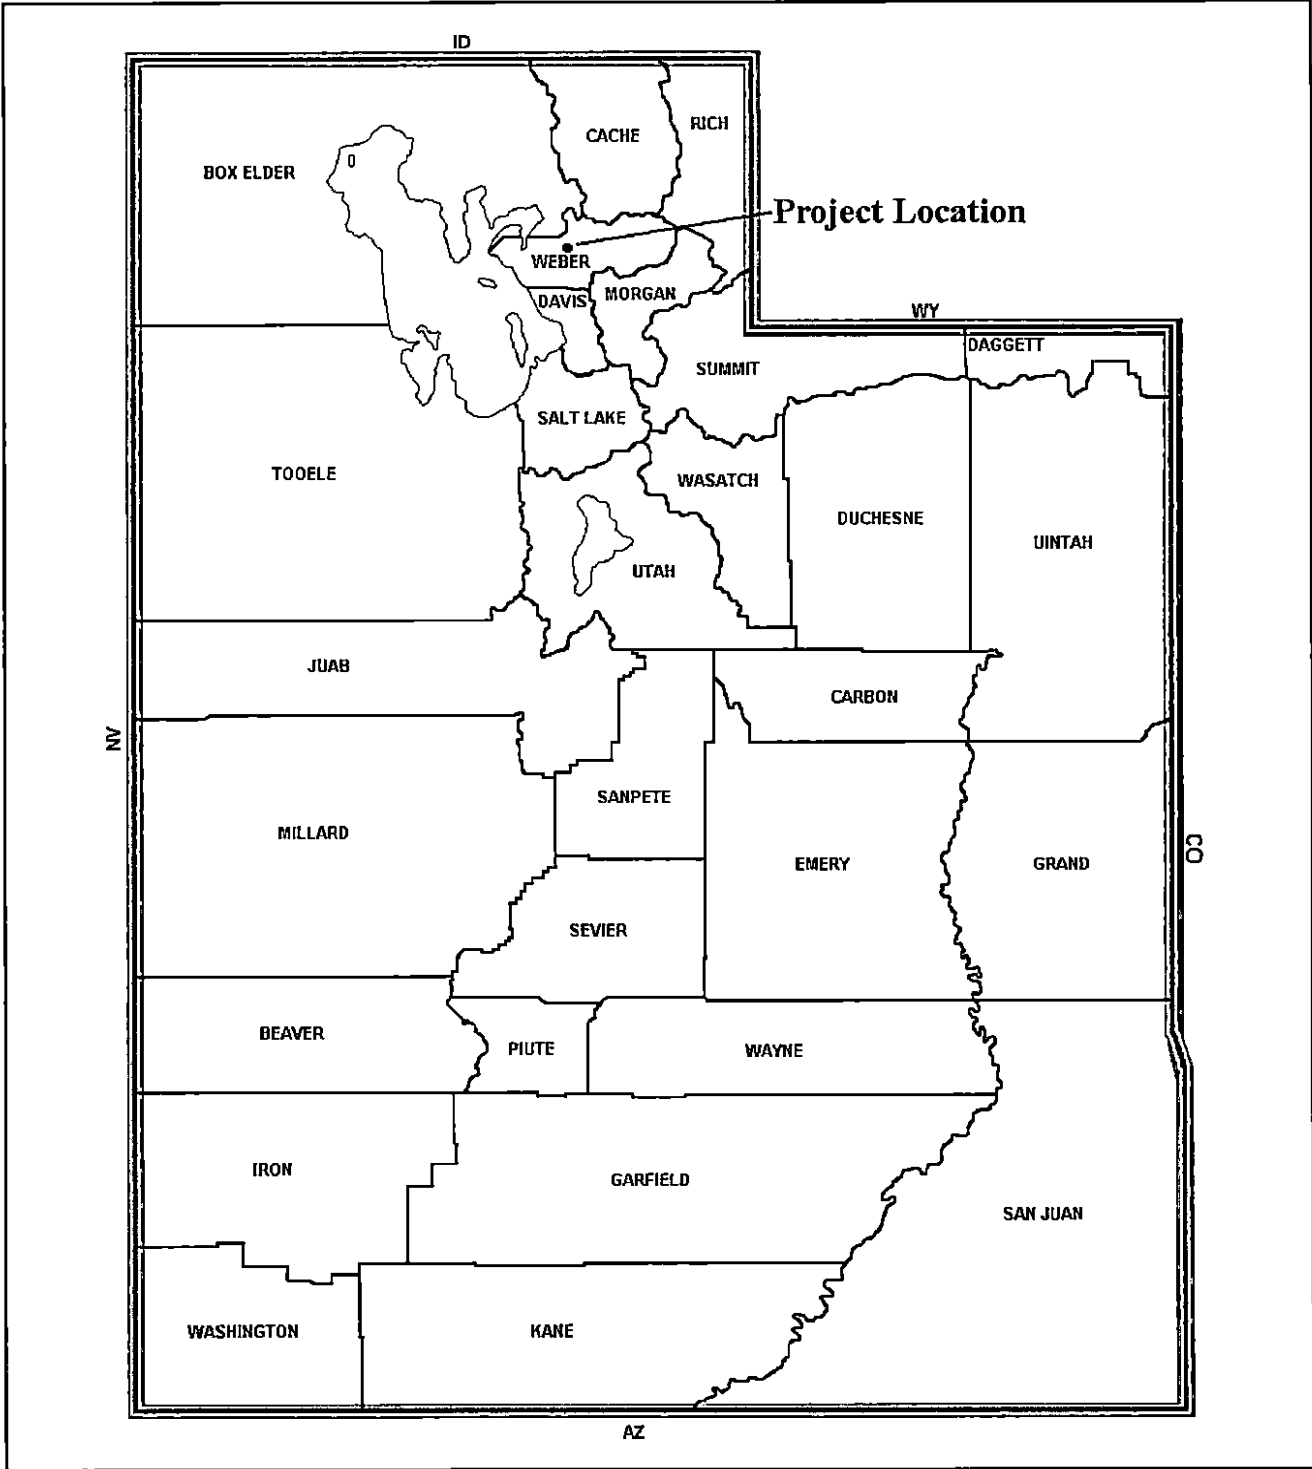 ID
RICH
CACHE
BOX ELDER
Project Location
WEBER
MORGAN
DAVIS
WY
DAGGETT
SUMMIT
SALT LAKE
TOOELE
WASATCH
DUCHESNE
UINTAH
UTAH
JUAB
CARBON
NV
SANPETE
MILLARD
CO
EMERY
GRAND
SEVIER
BEAVER
PIUTE
WAYNE
IRON
GARFIELD
SAN JUAN
WASHINGTON
KANE
AZ